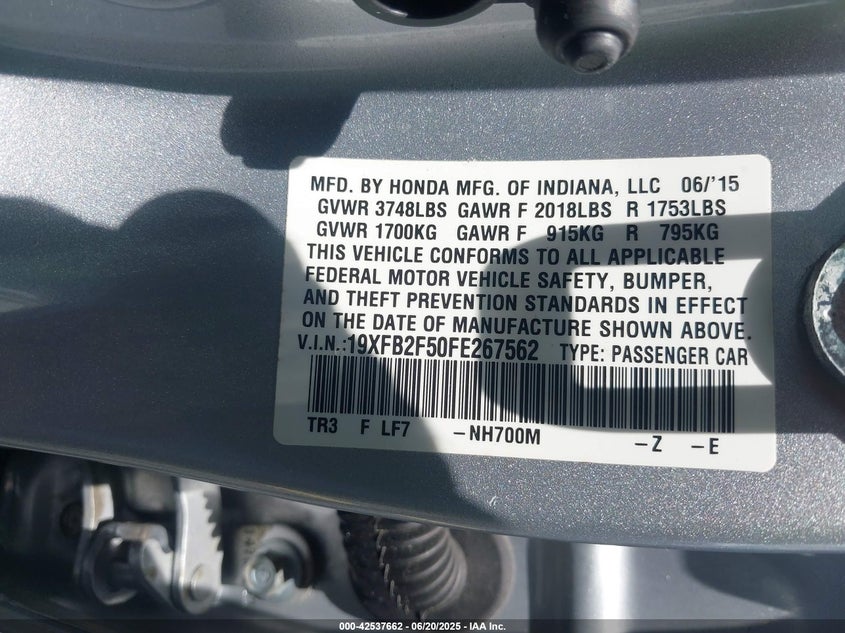 MFD. BY HONDA MFG. OF INDIANA, LLC 06/'15
GVWR 3748LBS GAWR F 2018LBS R 1753LBS
GVWR 1700KG GAWR F 915KG R 795KG
THIS VEHICLE CONFORMS TO ALL APPLICABLE
FEDERAL MOTOR VEHICLE SAFETY, BUMPER,
AND THEFT PREVENTION STANDARDS IN EFFECT
ON THE DATE OF MANUFACTURE SHOWN ABOVE.
V.I.N.:19XFB2F50FE267562 TYPE: PASSENGER CAR
TR3 F LF7 -NH700M -Z -E
000-42537662 - 06/20/2025 - IAA Inc.